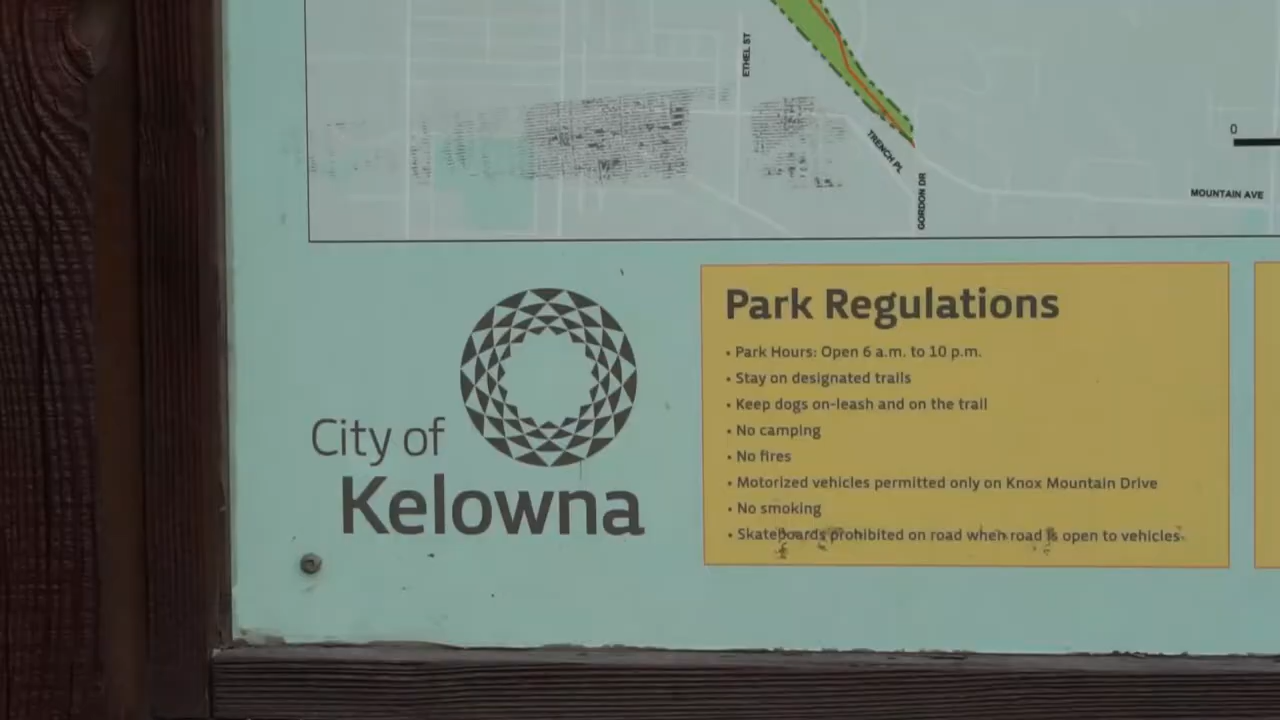 ETHEL ST
TRENCH PL
GORDON DR
0
MOUNTAIN AVE
City of
Kelowna
Park Regulations
• Park Hours: Open 6 a.m. to 10 p.m.
• Stay on designated trails
• Keep dogs on-leash and on the trail
• No camping
• No fires
• Motorized vehicles permitted only on Knox Mountain Drive
• No smoking
• Skateboards prohibited on road when road is open to vehicles